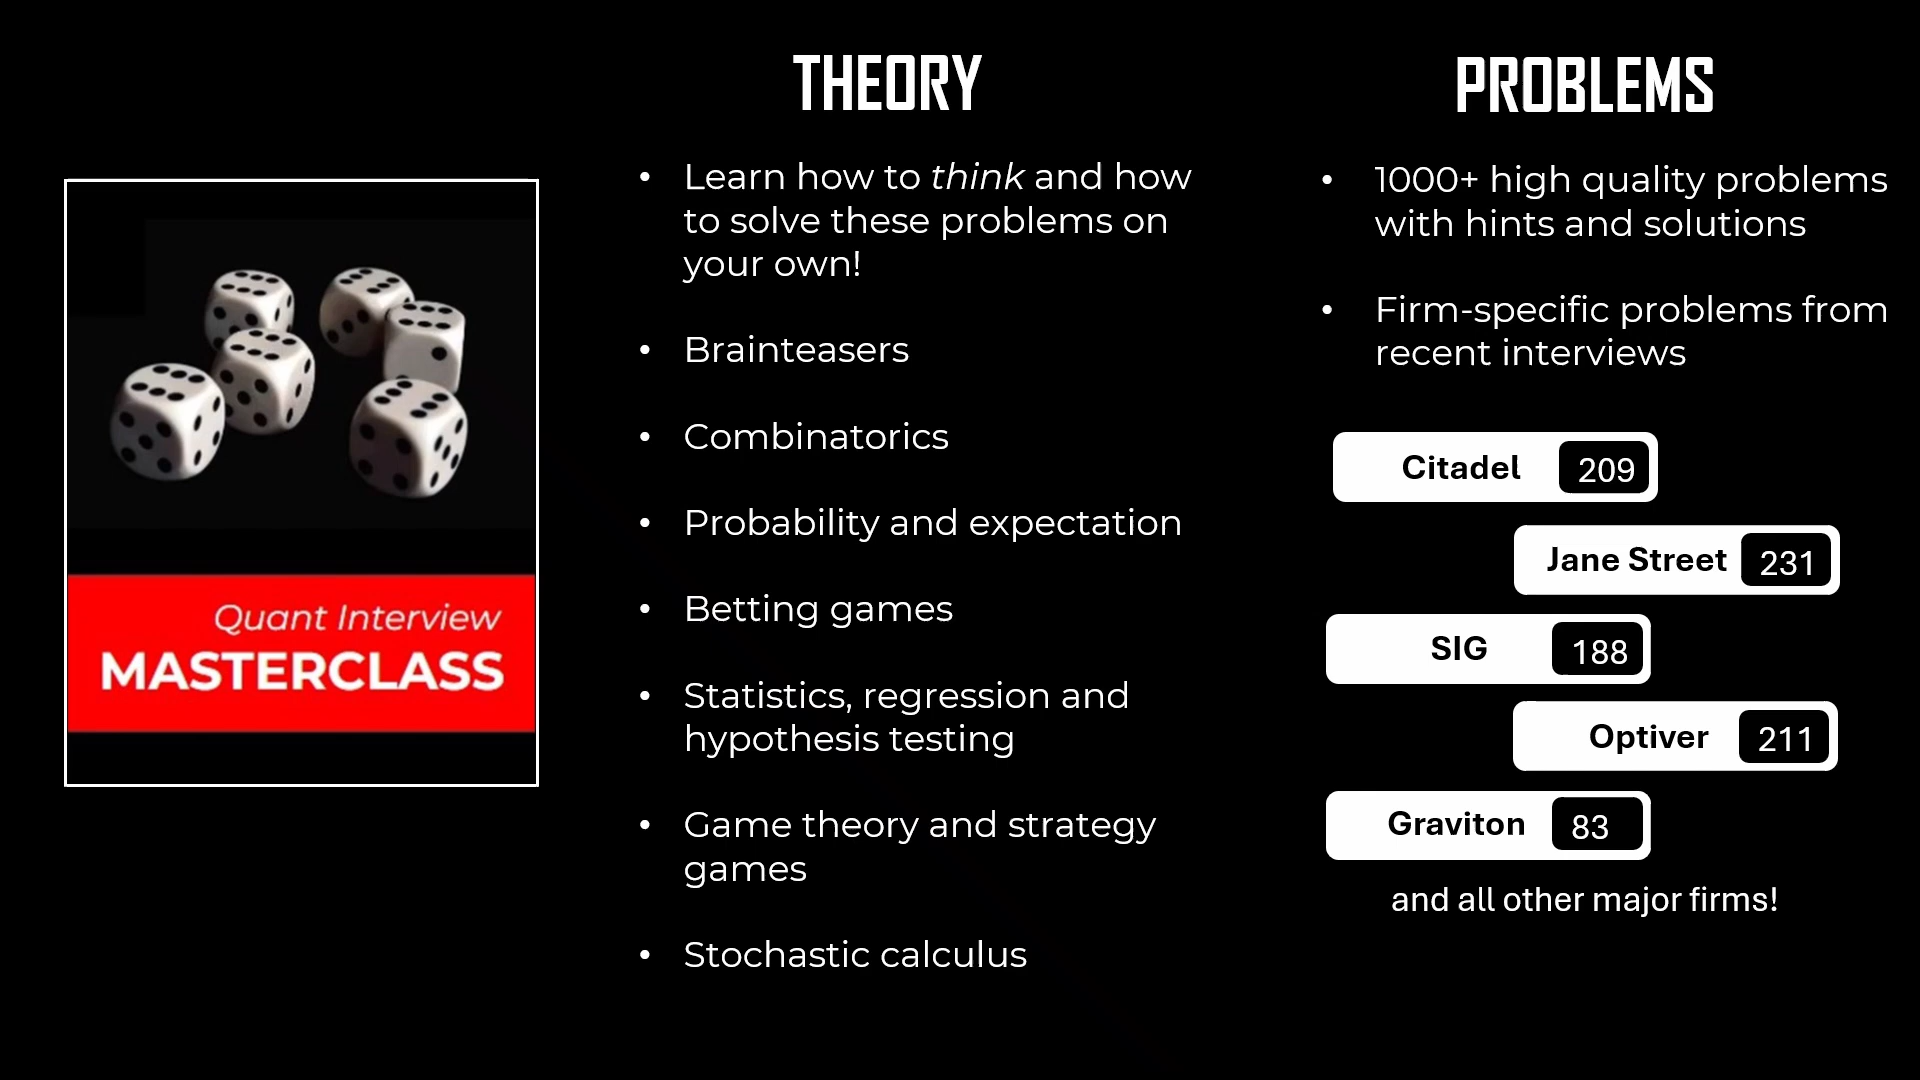 Quant Interview
MASTERCLASS
THEORY
• Learn how to think and how
to solve these problems on
your own!
• Brainteasers
• Combinatorics
• Probability and expectation
• Betting games
• Statistics, regression and
hypothesis testing
• Game theory and strategy
games
• Stochastic calculus
PROBLEMS
• 1000+ high quality problems
with hints and solutions
• Firm-specific problems from
recent interviews
Citadel 209
Jane Street 231
SIG 188
Optiver 211
Graviton 83
and all other major firms!